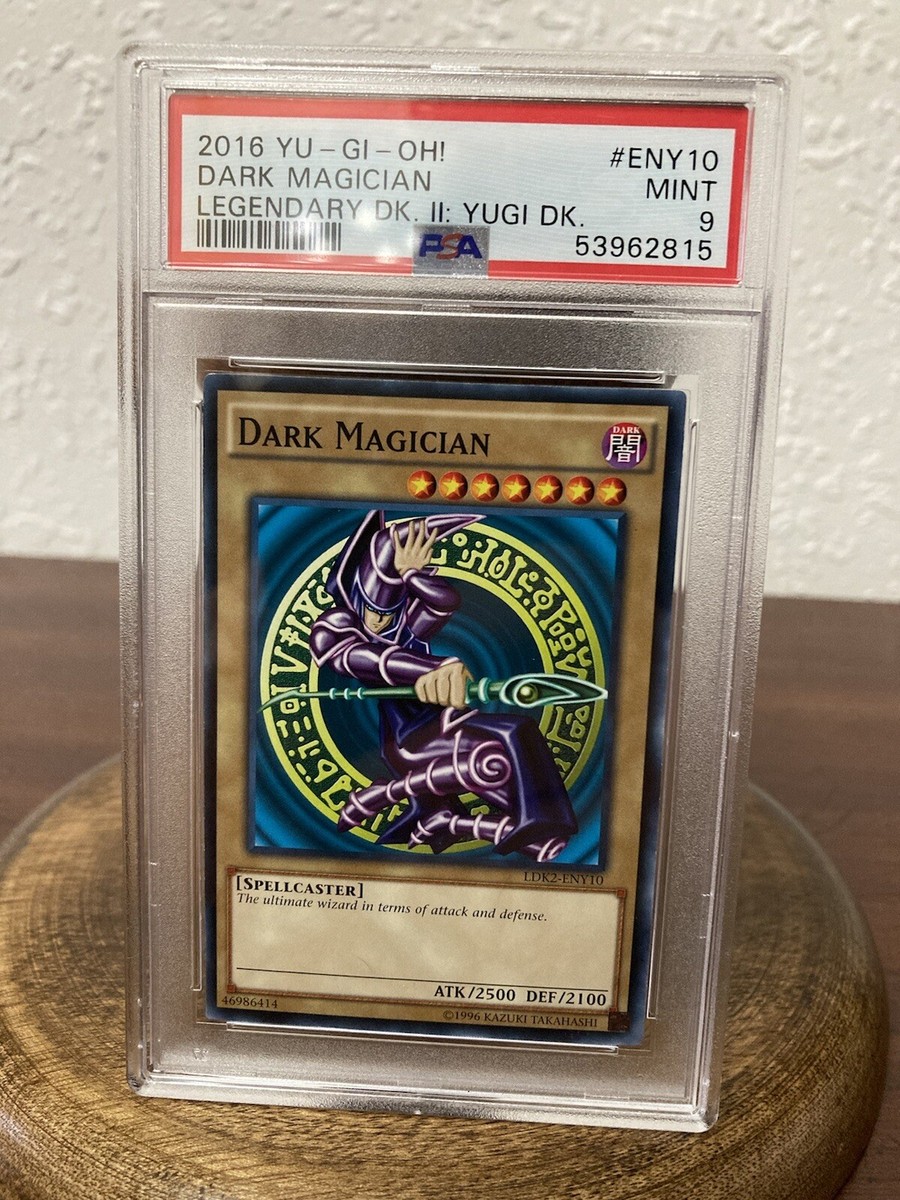 2016 YU-GI-OH! #ENY10
DARK MAGICIAN MINT
LEGENDARY DK. II: YUGI DK. 9
PSA 53962815
DARK MAGICIAN
DARK
闇
LDK2-ENY10
[SPELLCASTER]
The ultimate wizard in terms of attack and defense.
ATK/2500 DEF/2100
46986414 ©1996 KAZUKI TAKAHASHI